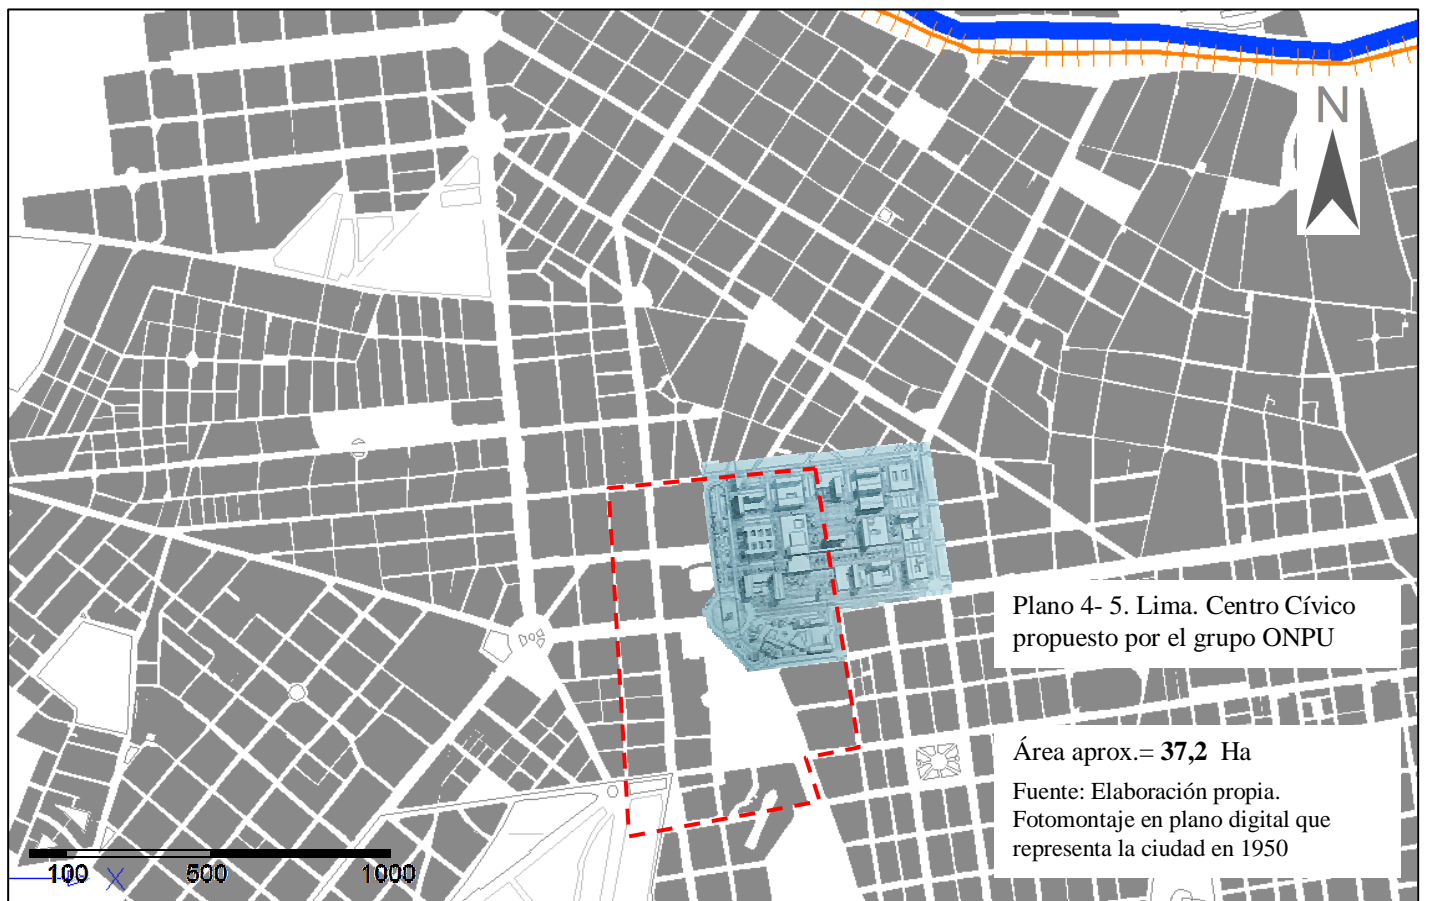 N
Plano 4- 5. Lima. Centro Cívico
propuesto por el grupo ONPU
Área aprox.= 37,2 Ha
Fuente: Elaboración propia.
Fotomontaje en plano digital que
representa la ciudad en 1950
100 500 1000
X